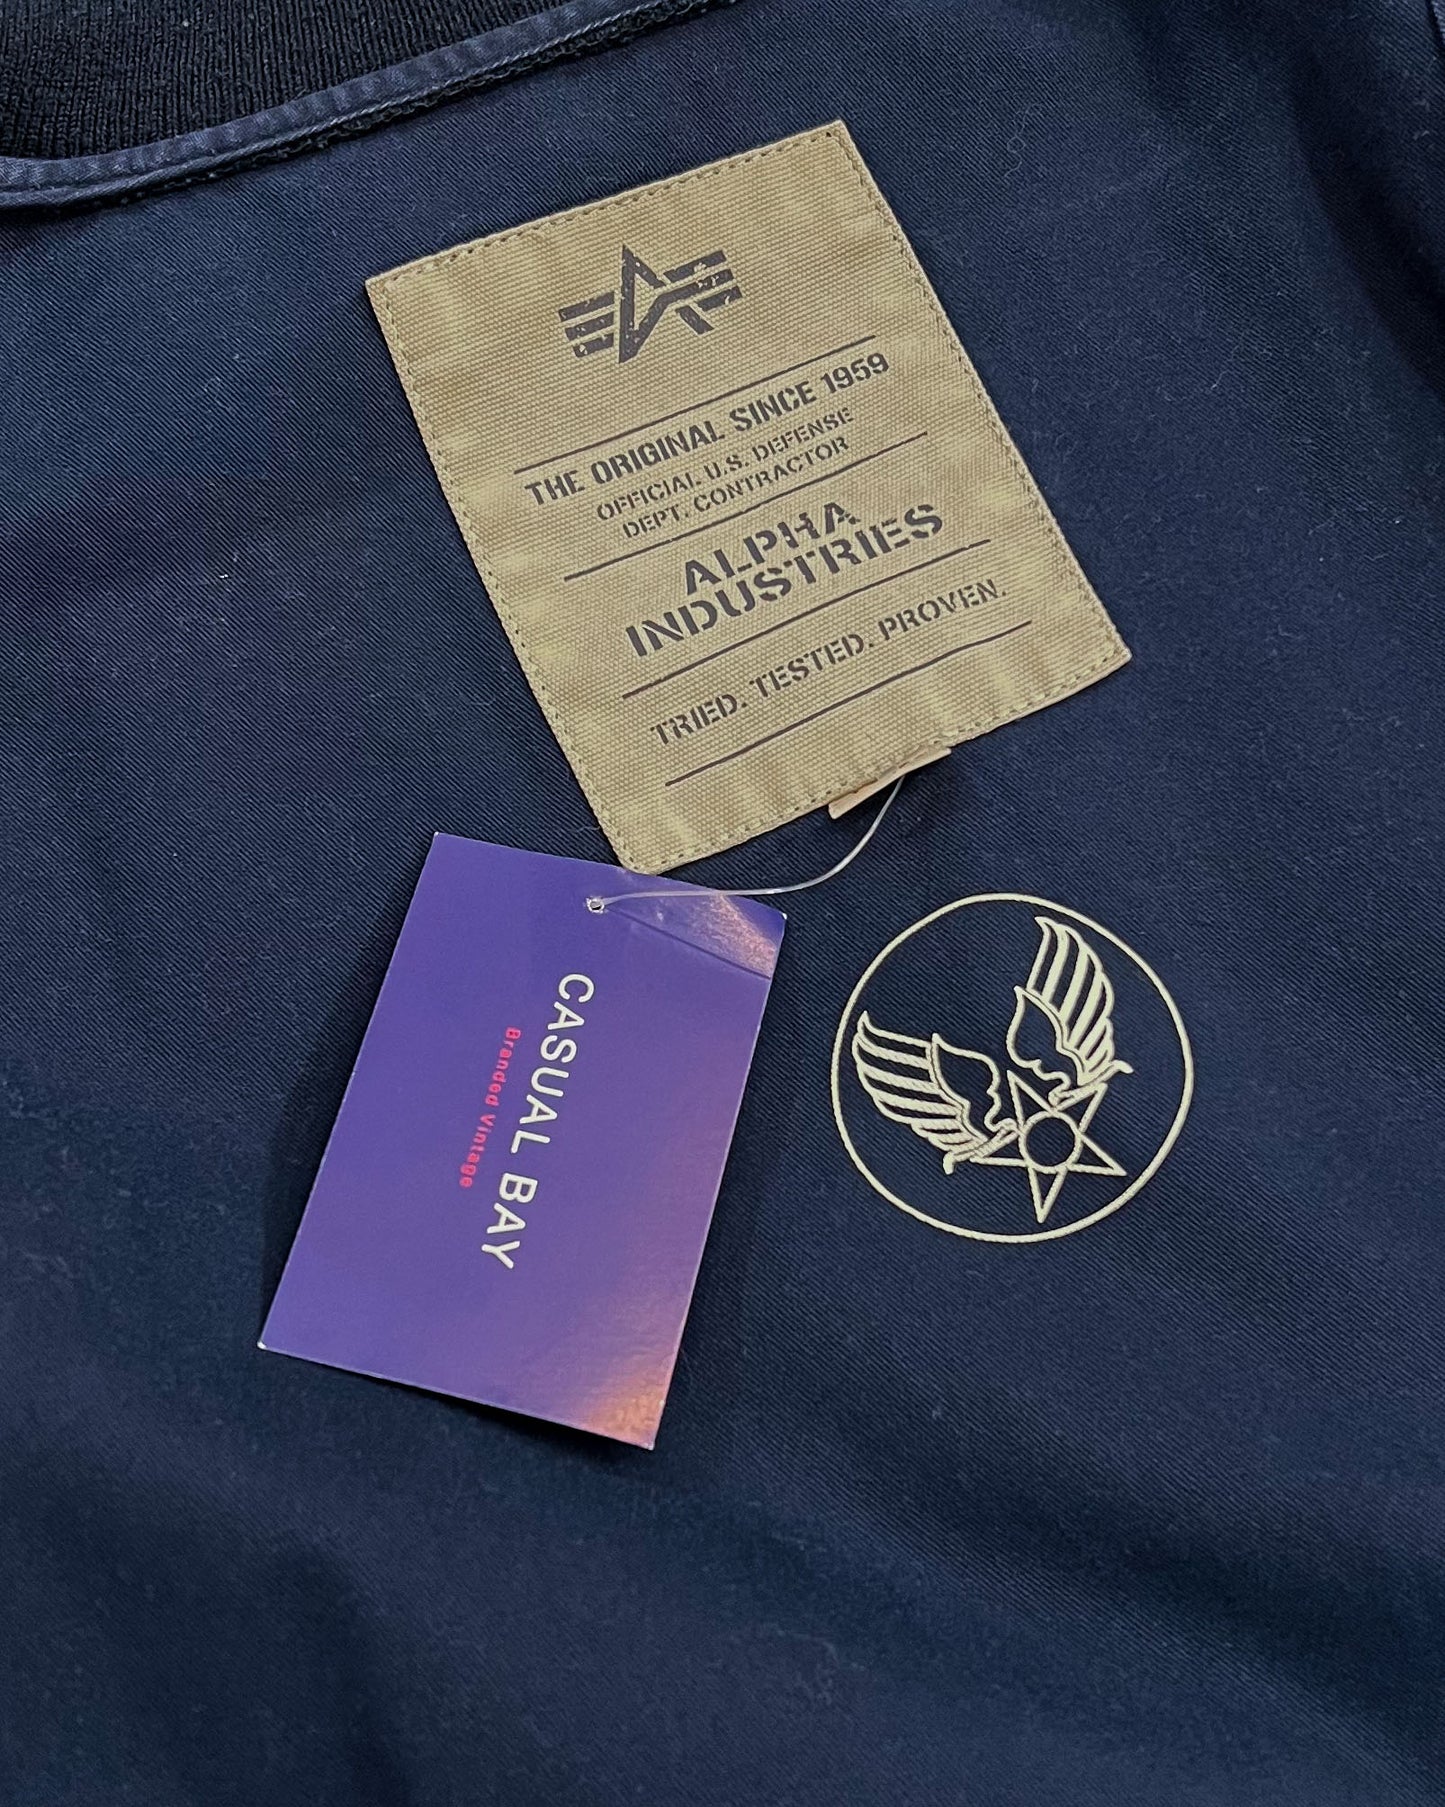 THE ORIGINAL SINCE 1959
OFFICIAL U.S. DEFENSE
DEPT. CONTRACTOR
ALPHA
INDUSTRIES
TRIED. TESTED. PROVEN.
CASUAL BAY
Branded Vintage